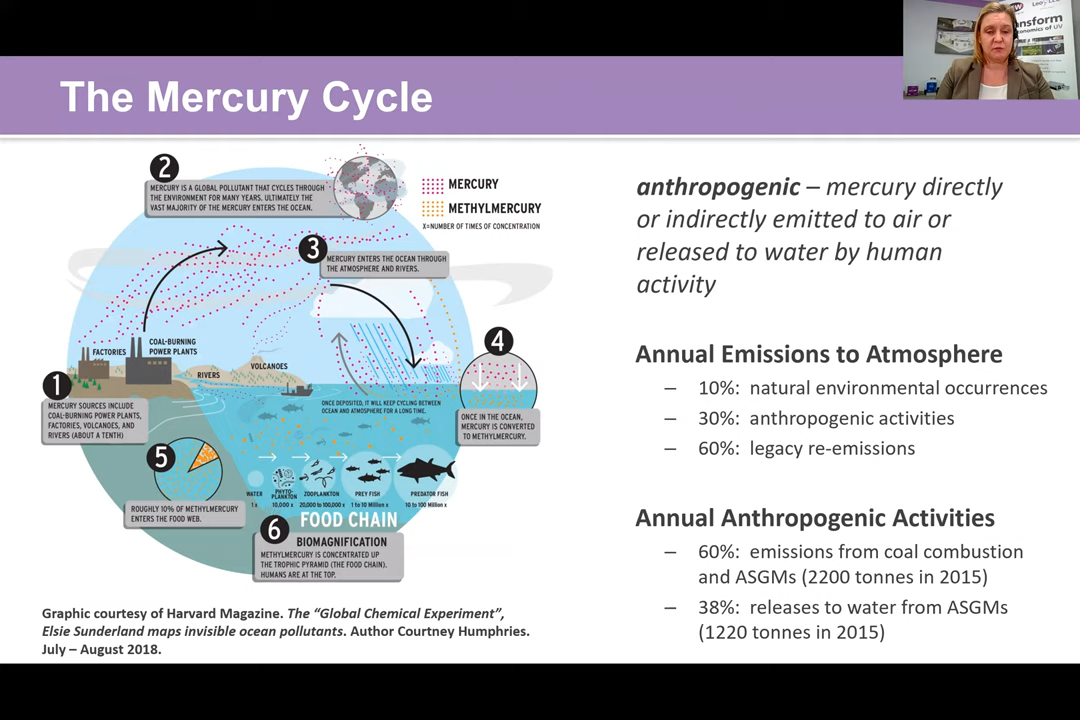 nsform
onomics of UV
The Mercury Cycle
2
MERCURY IS A GLOBAL POLLUTANT THAT CYCLES THROUGH
THE ENVIRONMENT FOR MANY YEARS. ULTIMATELY THE
VAST MAJORITY OF THE MERCURY ENTERS THE OCEAN.
MERCURY
METHYLMERCURY
X=NUMBER OF TIMES OF CONCENTRATION
3
MERCURY ENTERS THE OCEAN THROUGH
THE ATMOSPHERE AND RIVERS.
FACTORIES
COAL-BURNING
POWER PLANTS
RIVERS
VOLCANOES
1
MERCURY SOURCES INCLUDE
COAL-BURNING POWER PLANTS,
FACTORIES, VOLCANOES, AND
RIVERS (ABOUT A TENTH)
ONCE DEPOSITED, IT WILL KEEP CYCLING BETWEEN
OCEAN AND ATMOSPHERE FOR A LONG TIME.
4
ONCE IN THE OCEAN,
MERCURY IS CONVERTED
TO METHYLMERCURY.
5
ROUGHLY 10% OF METHYLMERCURY
ENTERS THE FOOD WEB.
WATER
1 x
PHYTO-
PLANKTON
10,000 x
ZOOPLANKTON
20,000 to 100,000 x
PREY FISH
1 to 10 Million x
PREDATOR FISH
10 to 100 Million x
FOOD CHAIN
6
BIOMAGNIFICATION
METHYLMERCURY IS CONCENTRATED UP
THE TROPHIC PYRAMID (THE FOOD CHAIN).
HUMANS ARE AT THE TOP.
Graphic courtesy of Harvard Magazine. The “Global Chemical Experiment”,
Elsie Sunderland maps invisible ocean pollutants. Author Courtney Humphries.
July – August 2018.
anthropogenic – mercury directly
or indirectly emitted to air or
released to water by human
activity
Annual Emissions to Atmosphere
– 10%: natural environmental occurrences
– 30%: anthropogenic activities
– 60%: legacy re-emissions
Annual Anthropogenic Activities
– 60%: emissions from coal combustion
and ASGMs (2200 tonnes in 2015)
– 38%: releases to water from ASGMs
(1220 tonnes in 2015)